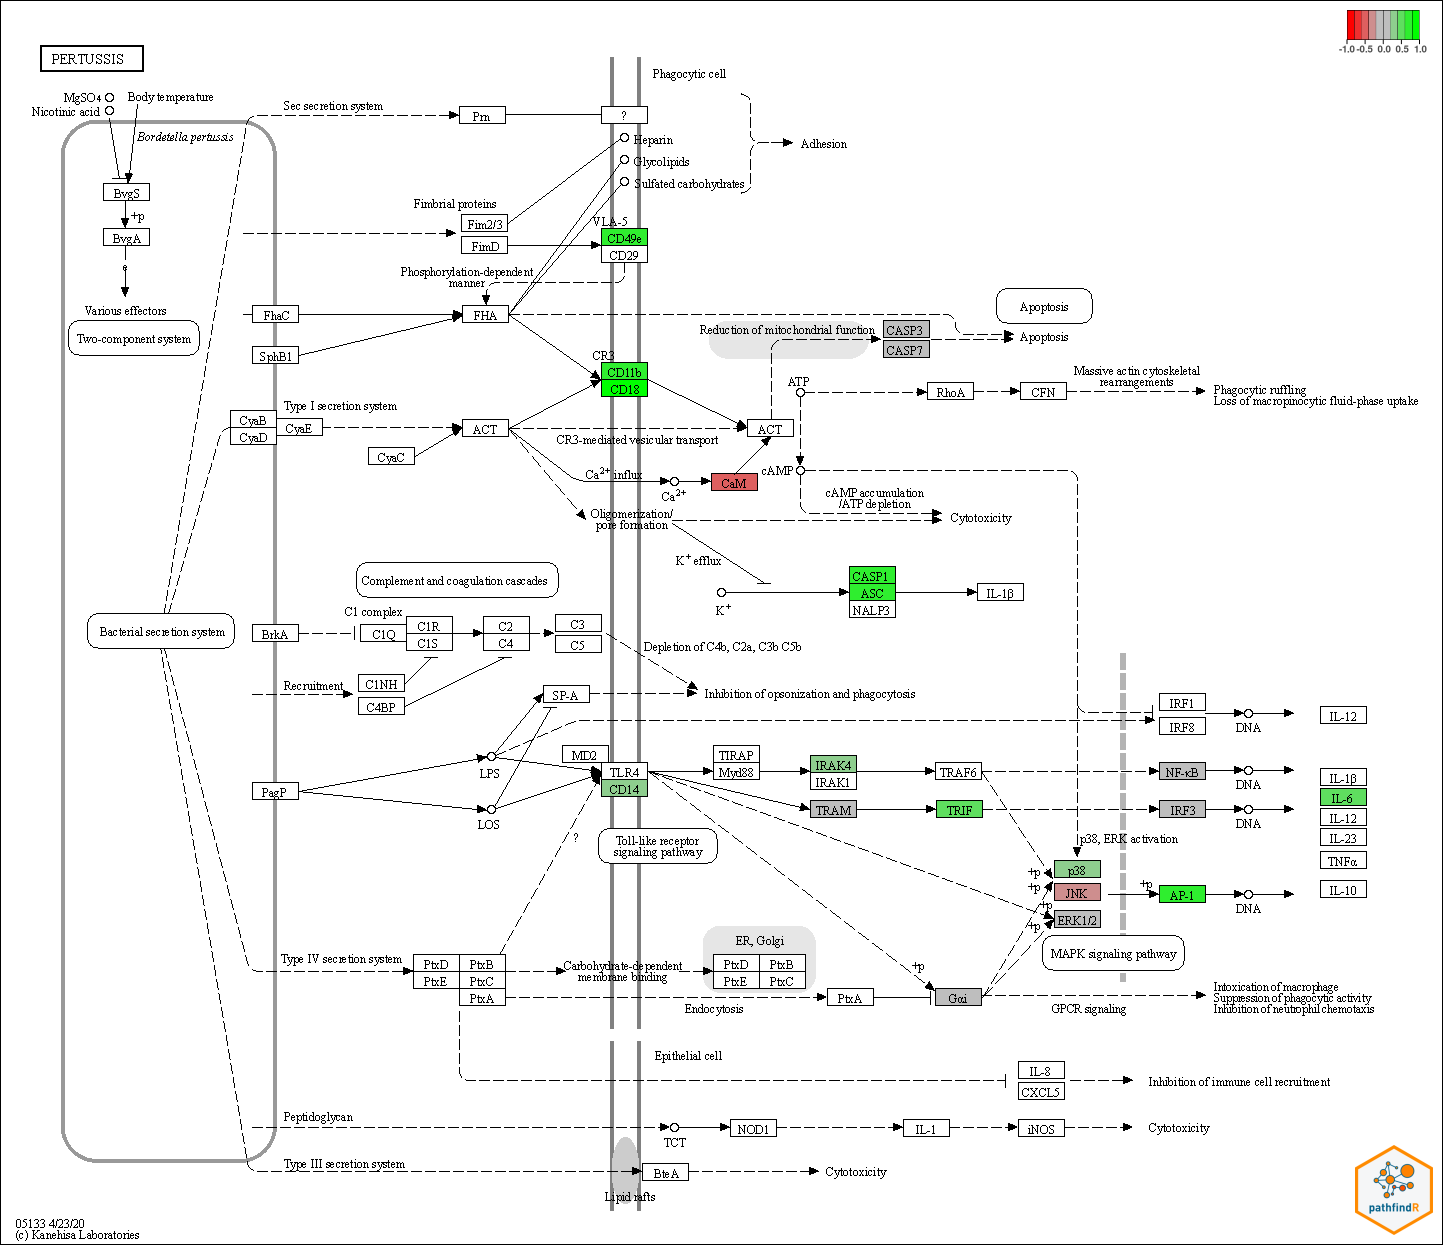 -1.0 -0.5 0.0 0.5 1.0
PERTUSSIS
Phagocytic cell
MgSO4
Body temperature
Nicotinic acid
Bordetella pertussis
Sec secretion system
Prn
?
Heparin
Glycolipids
Sulfated carbohydrates
Adhesion
BvgS
+p
BvgA
e
Various effectors
Two-component system
Fimbrial proteins
Fim2/3
FimD
VLA-5
CD49e
CD29
Phosphorylation-dependent
manner
FhaC
FHA
SphB1
Reduction of mitochondrial function
CASP3
CASP7
Apoptosis
Apoptosis
CR3
CD11b
CD18
ATP
RhoA
CFN
Massive actin cytoskeletal
rearrangements
Phagocytic ruffling
Loss of macropinocytic fluid-phase uptake
Type I secretion system
CyaB
CyaD
CyaE
ACT
CyaC
ACT
CR3-mediated vesicular transport
Ca2+ influx
Ca2+
CaM
cAMP
cAMP accumulation
/ATP depletion
Cytotoxicity
Oligomerization/
pore formation
K+ efflux
K+
CASP1
ASC
NALP3
IL-1β
Complement and coagulation cascades
Bacterial secretion system
BrkA
C1 complex
C1Q
C1R
C1S
C2
C4
C3
C5
Depletion of C4b, C2a, C3b C5b
Recruitment
C1NH
C4BP
SP-A
Inhibition of opsonization and phagocytosis
IRF1
IRF8
DNA
IL-12
LPS
MD2
TLR4
CD14
TIRAP
Myd88
IRAK4
IRAK1
TRAF6
NF-κB
DNA
IL-1β
IL-6
IL-12
IL-23
TNFα
IL-10
PagP
LOS
TRAM
TRIF
IRF3
DNA
?
Toll-like receptor
signaling pathway
p38, ERK activation
+p
p38
+p
JNK
+p
AP-1
DNA
+p
ERK1/2
+p
MAPK signaling pathway
Type IV secretion system
PtxD
PtxB
PtxE
PtxC
PtxA
Carbohydrate-dependent
membrane binding
ER, Golgi
PtxD
PtxB
PtxE
PtxC
Endocytosis
PtxA
+p
Gαi
GPCR signaling
Intoxication of macrophage
Suppression of phagocytic activity
Inhibition of neutrophil chemotaxis
Epithelial cell
IL-8
CXCL5
Inhibition of immune cell recruitment
Peptidoglycan
TCT
NOD1
IL-1
iNOS
Cytotoxicity
Type III secretion system
BteA
Cytotoxicity
Lipid rafts
05133 4/23/20
(c) Kanehisa Laboratories
pathfindR